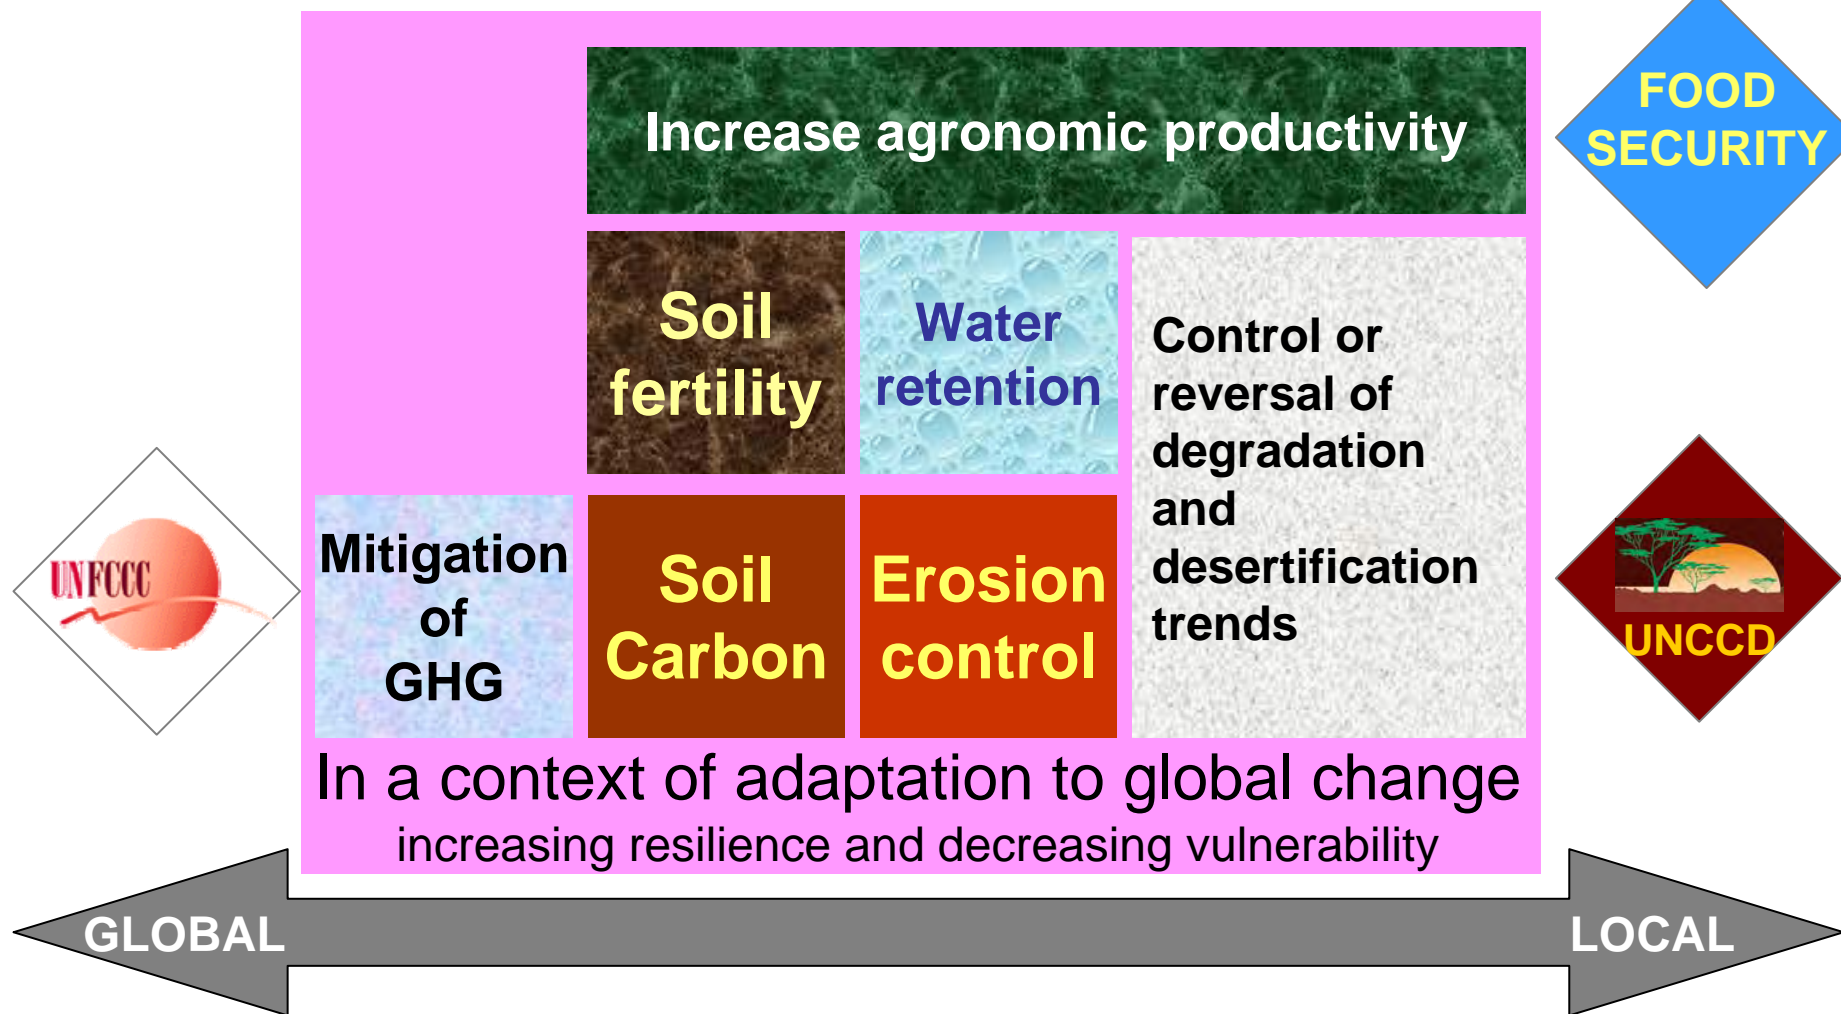 FOOD
SECURITY
Increase agronomic productivity
Soil
fertility
Water
retention
Control or
reversal of
degradation
and
desertification
trends
UNFCCC
Mitigation
of
GHG
Soil
Carbon
Erosion
control
UNCCD
In a context of adaptation to global change
increasing resilience and decreasing vulnerability
GLOBAL
LOCAL